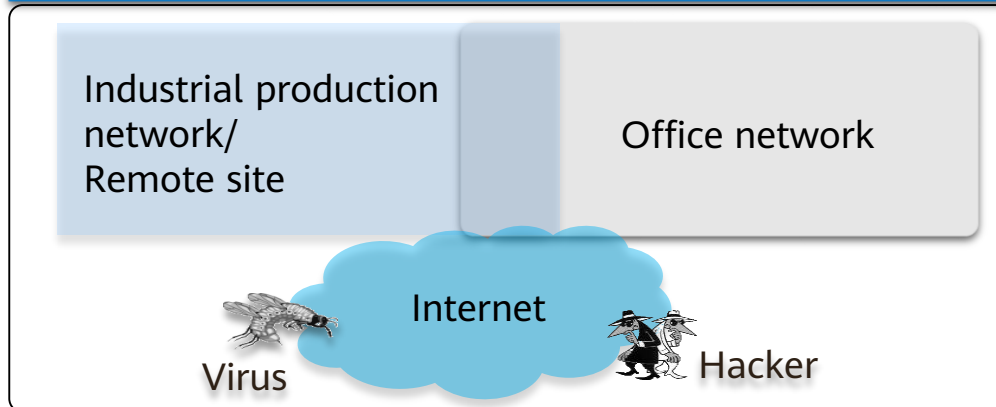 Industrial production
network/
Remote site
Office network
Internet
Virus
Hacker